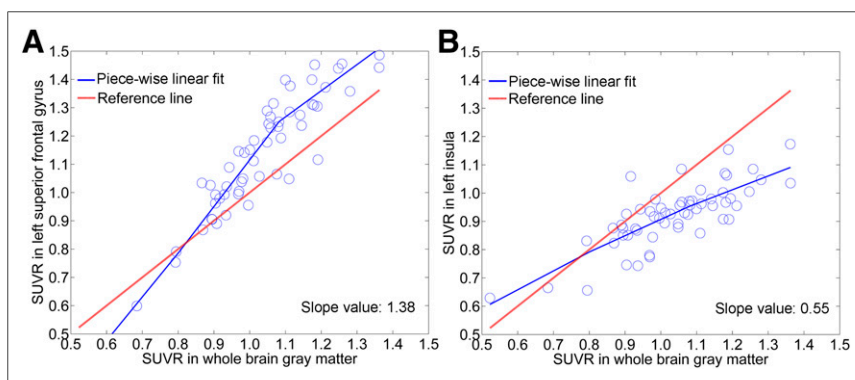 A
SUVR in left superior frontal gyrus
1.5
1.4
1.3
1.2
1.1
1.0
0.9
0.8
0.7
0.6
0.5
Piece-wise linear fit
Reference line
Slope value: 1.38
0.5 0.6 0.7 0.8 0.9 1.0 1.1 1.2 1.3 1.4 1.5
SUVR in whole brain gray matter
B
SUVR in left insula
1.5
1.4
1.3
1.2
1.1
1.0
0.9
0.8
0.7
0.6
0.5
Piece-wise linear fit
Reference line
Slope value: 0.55
0.5 0.6 0.7 0.8 0.9 1.0 1.1 1.2 1.3 1.4 1.5
SUVR in whole brain gray matter